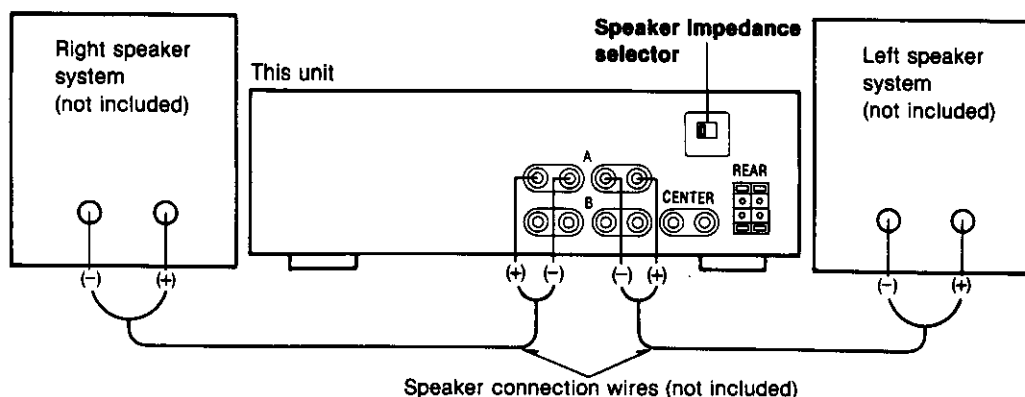 Right speaker
system
(not included)
This unit
Speaker Impedance
selector
Left speaker
system
(not included)
A
B
CENTER
REAR
(-) (+)
(+) (-) (-) (+)
(-) (+)
Speaker connection wires (not included)